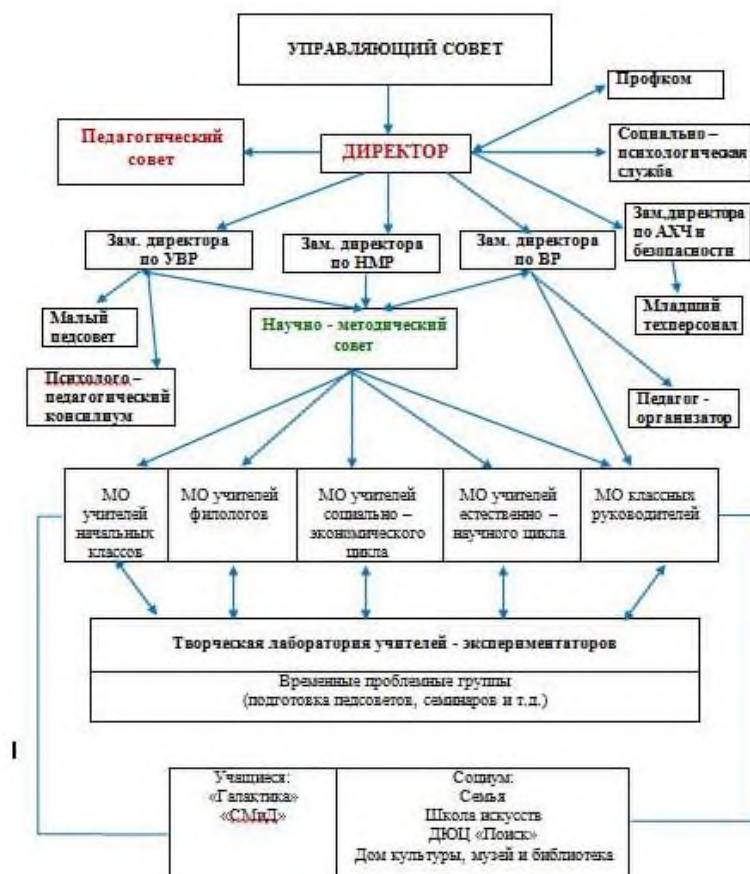 УПРАВЛЯЮЩИЙ СОВЕТ
Профком
Педагогический
совет
ДИРЕКТОР
Социально –
психологическая
служба
Зам. директора
по УВР
Зам. директора
по НМР
Зам. директора
по ВР
Зам.директора
по АХЧ и
безопасности
Малый
педсовет
Научно - методический
совет
Младший
техперсонал
Психолого –
педагогический
консилиум
Педагог -
организатор
МО
учителей
начальных
классов
МО учителей
филологов
МО учителей
социально –
экономического
цикла
МО учителей
естественно –
научного цикла
МО классных
руководителей
Творческая лаборатория учителей - экспериментаторов
Временные проблемные группы
(подготовка педсоветов, семинаров и т.д.)
Учащиеся:
«Галактика»
«СМиД»
Социум:
Семья
Школа искусств
ДЮЦ «Поиск»
Дом культуры, музей и библиотека